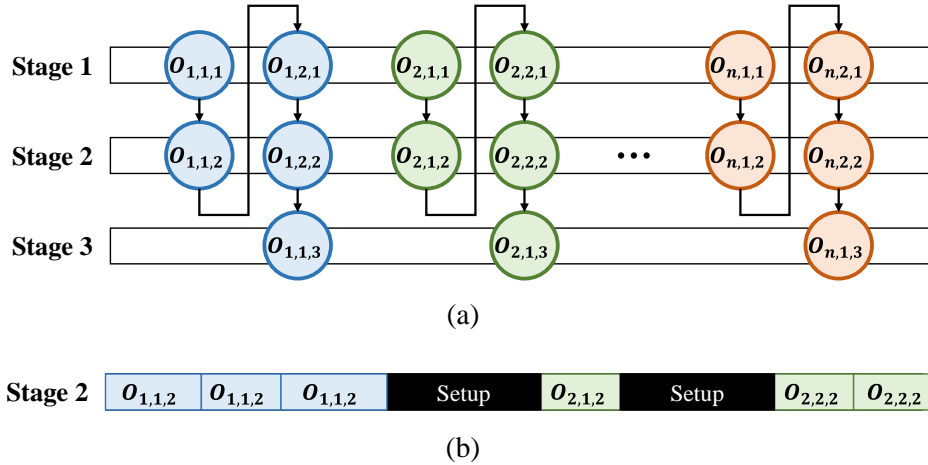 Stage 1 O1,1,1 O1,2,1 O2,1,1 O2,2,1 On,1,1 On,2,1
Stage 2 O1,1,2 O1,2,2 O2,1,2 O2,2,2 ••• On,1,2 On,2,2
Stage 3 O1,1,3 O2,1,3 On,1,3
(a)
Stage 2 O1,1,2 O1,1,2 O1,1,2 Setup O2,1,2 Setup O2,2,2 O2,2,2
(b)